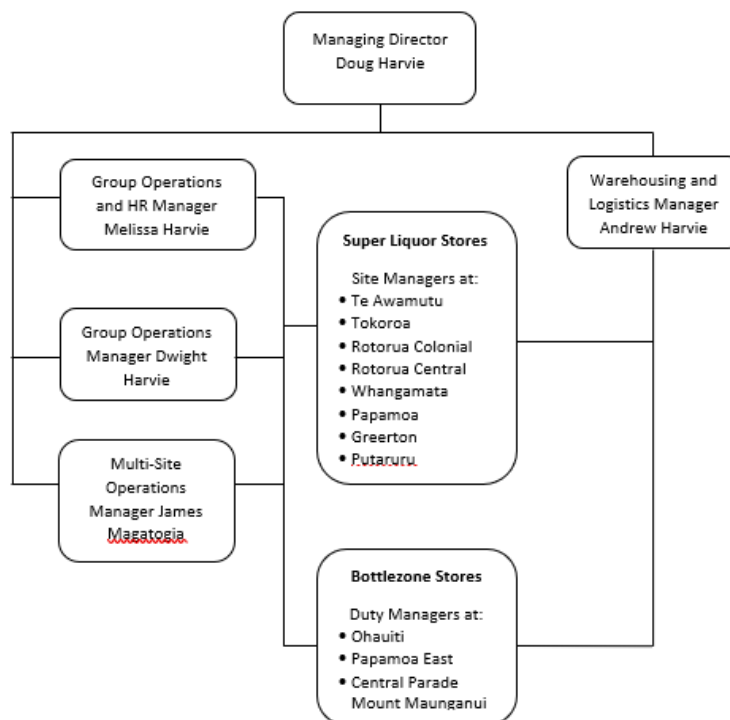 Managing Director
Doug Harvie
Group Operations
and HR Manager
Melissa Harvie
Warehousing and
Logistics Manager
Andrew Harvie
Super Liquor Stores
Site Managers at:
• Te Awamutu
• Tokoroa
• Rotorua Colonial
• Rotorua Central
• Whangamata
• Papamoa
• Greerton
• Putaruru
Group Operations
Manager Dwight
Harvie
Multi-Site
Operations
Manager James
Magatogia
Bottlezone Stores
Duty Managers at:
• Ohauiti
• Papamoa East
• Central Parade
Mount Maunganui